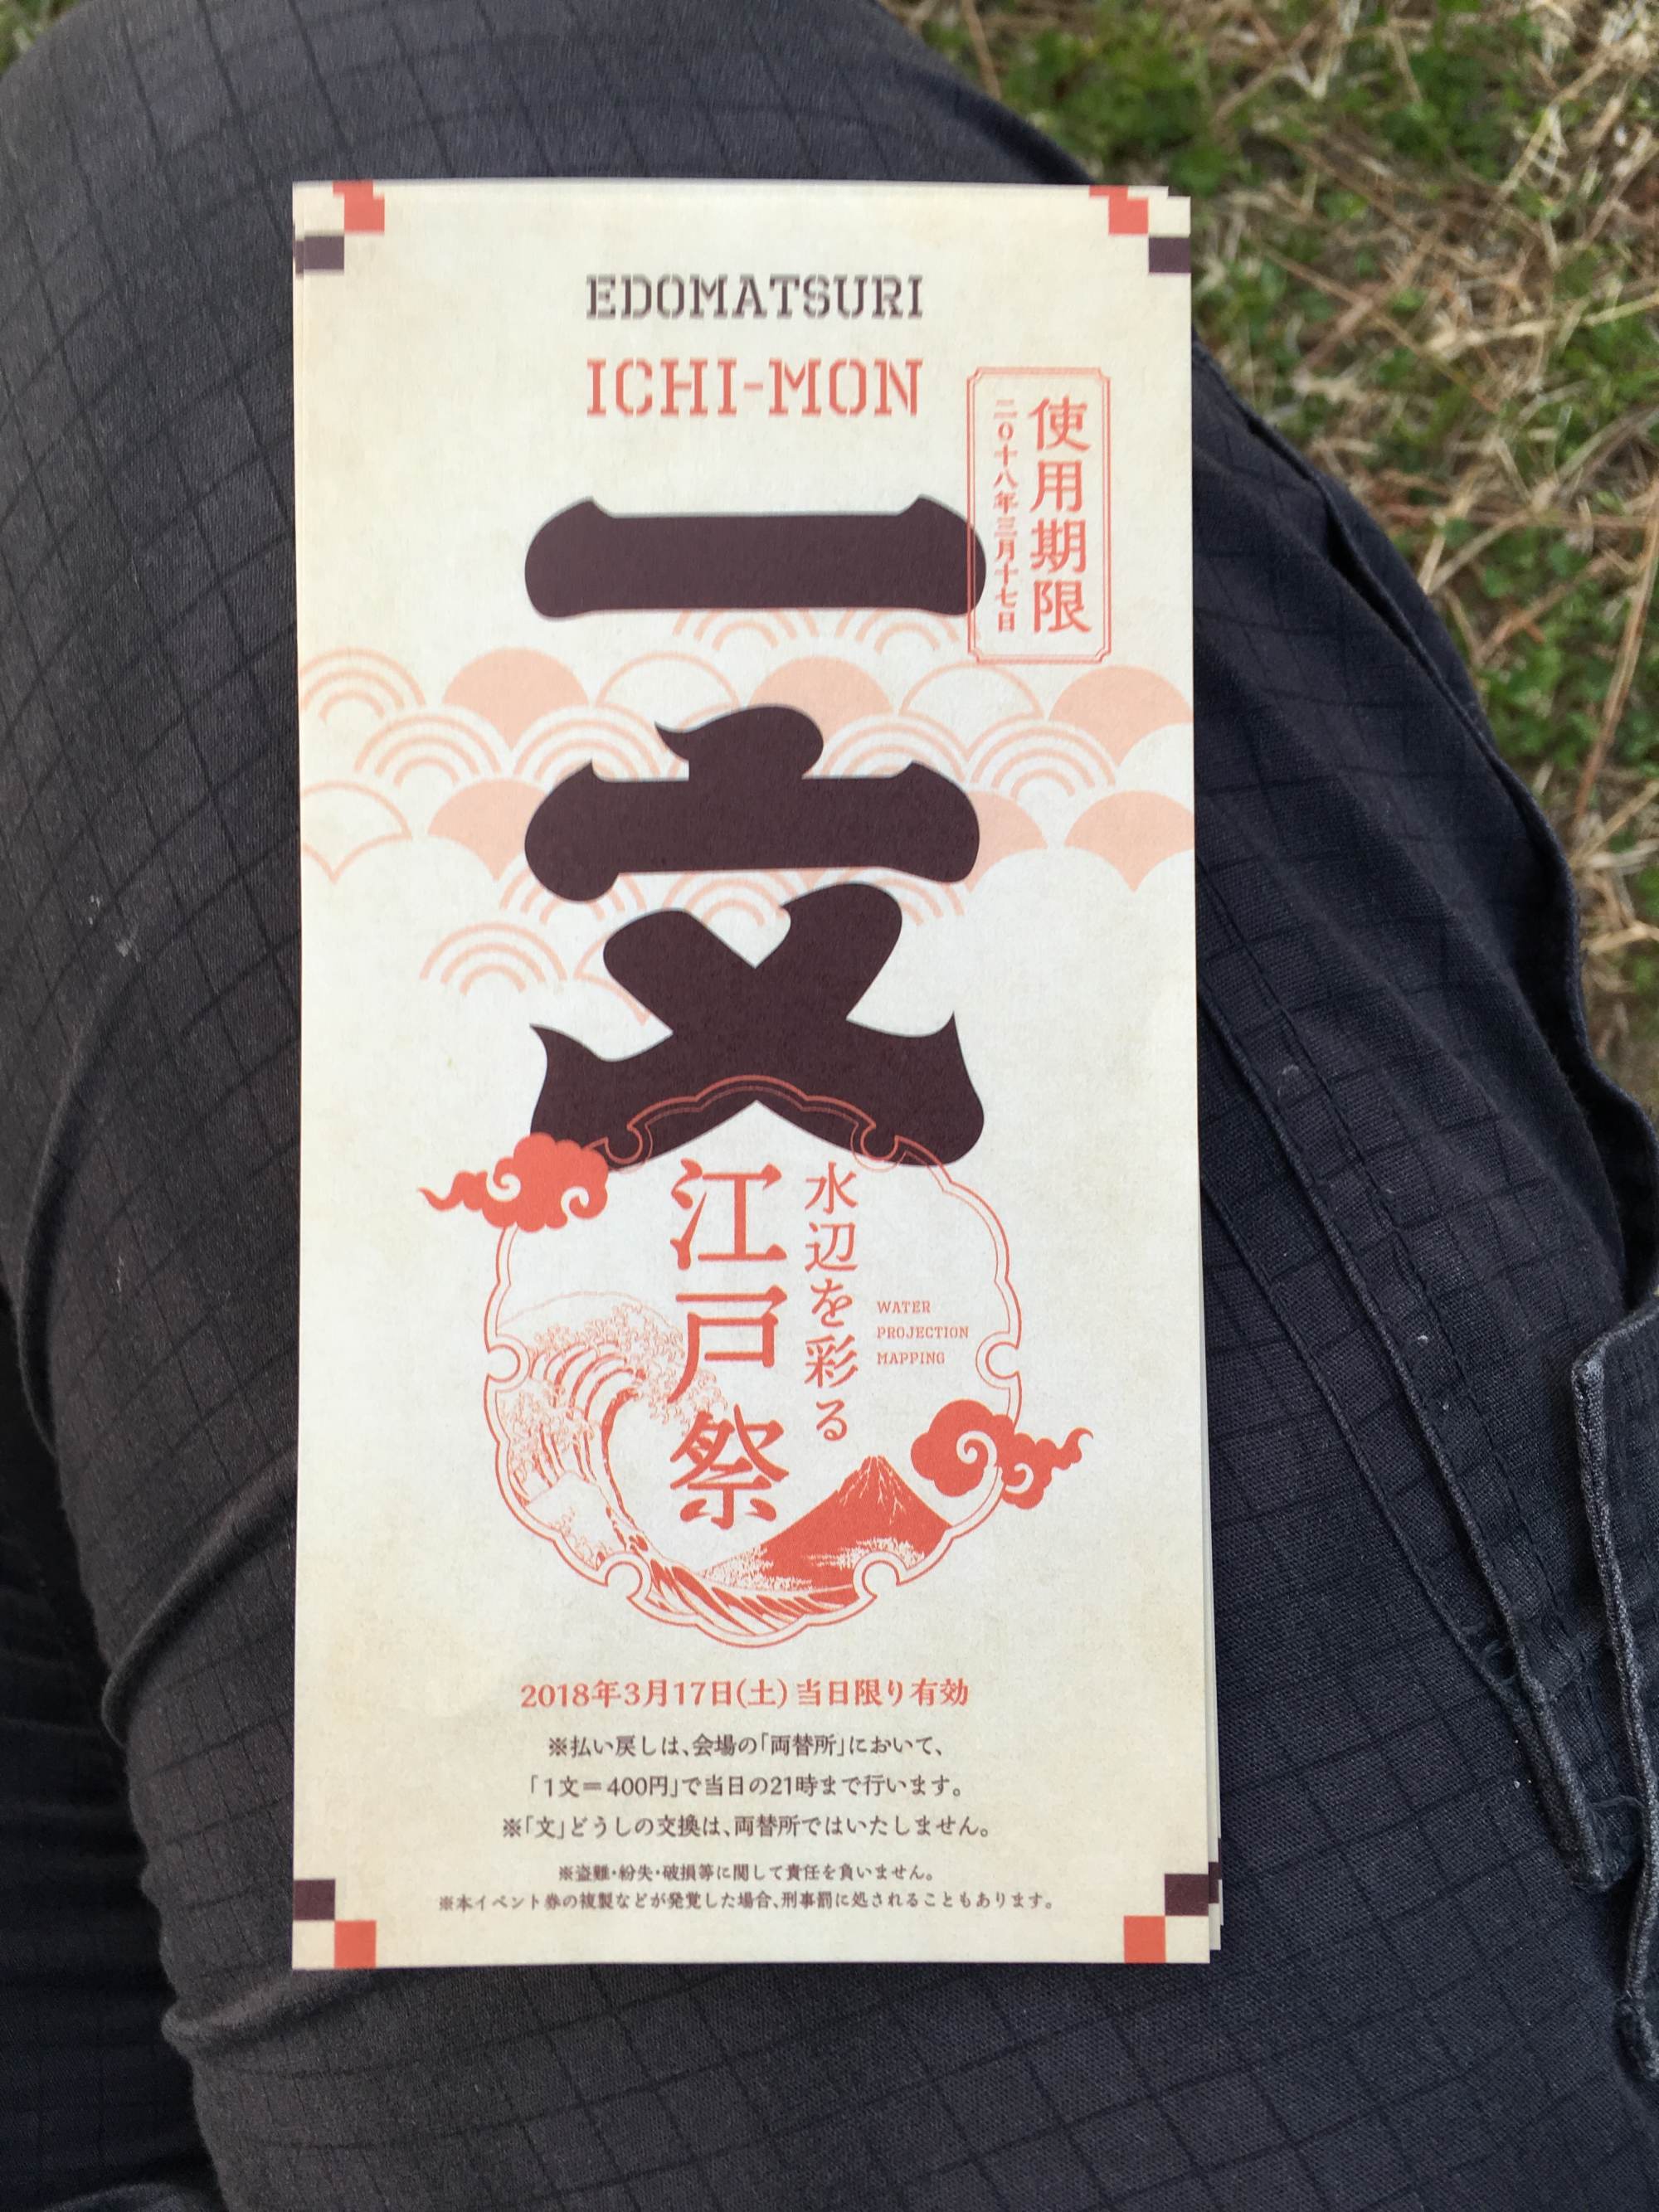 EDOMATSURI
ICHI-MON
使用期限
二〇十八年三月十七日
一文
水辺を彩る
江戸祭
WATER
PROJECTION
MAPPING
2018年3月17日(土)当日限り有効
※払い戻しは、会場の「両替所」において、
「1文＝400円」で当日の21時まで行います。
※「文」どうしの交換は、両替所ではいたしません。
※盗難・紛失・破損等に関して責任を負いません。
※本イベント券の複製などが発覚した場合、刑事罰に処されることもあります。